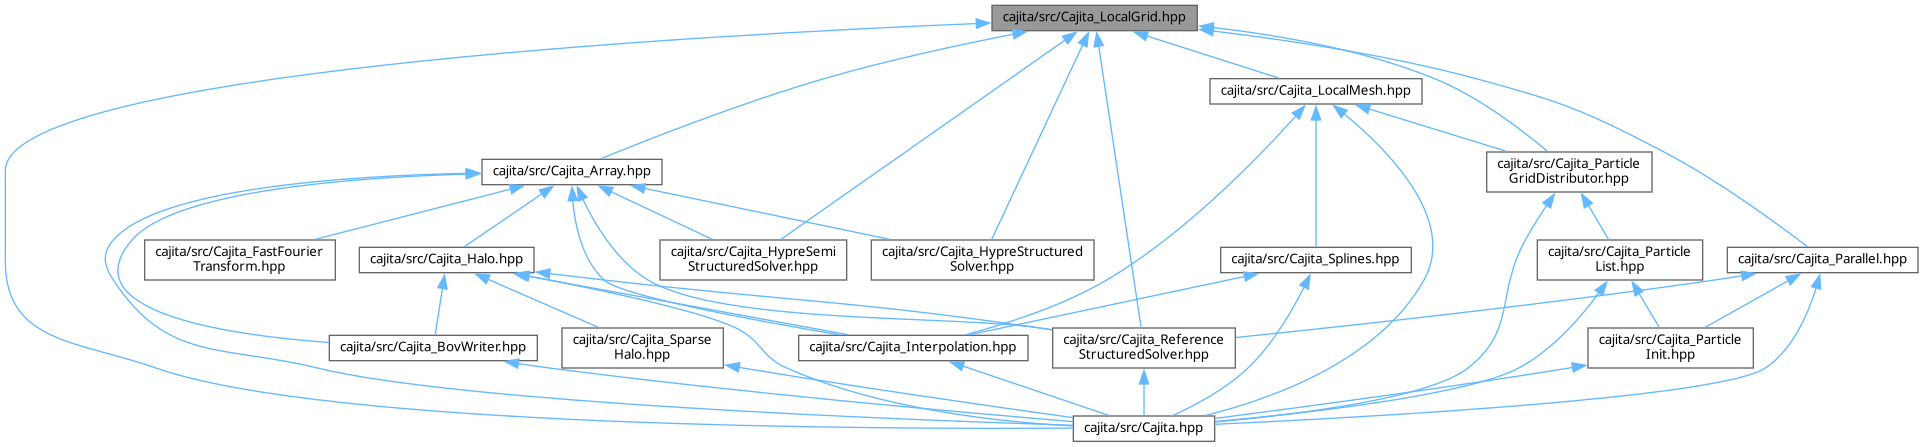 cajita/src/Cajita_LocalGrid.hpp
cajita/src/Cajita_LocalMesh.hpp
cajita/src/Cajita_Array.hpp
cajita/src/Cajita_Particle
GridDistributor.hpp
cajita/src/Cajita_FastFourier
Transform.hpp
cajita/src/Cajita_Halo.hpp
cajita/src/Cajita_HypreSemi
StructuredSolver.hpp
cajita/src/Cajita_HypreStructured
Solver.hpp
cajita/src/Cajita_Splines.hpp
cajita/src/Cajita_Particle
List.hpp
cajita/src/Cajita_Parallel.hpp
cajita/src/Cajita_BovWriter.hpp
cajita/src/Cajita_Sparse
Halo.hpp
cajita/src/Cajita_Interpolation.hpp
cajita/src/Cajita_Reference
StructuredSolver.hpp
cajita/src/Cajita_Particle
Init.hpp
cajita/src/Cajita.hpp